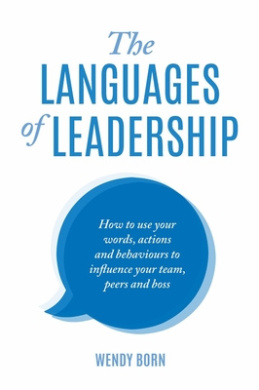 The
LANGUAGES
of LEADERSHIP
How to use your
words, actions
and behaviours to
influence your team,
peers and boss
WENDY BORN